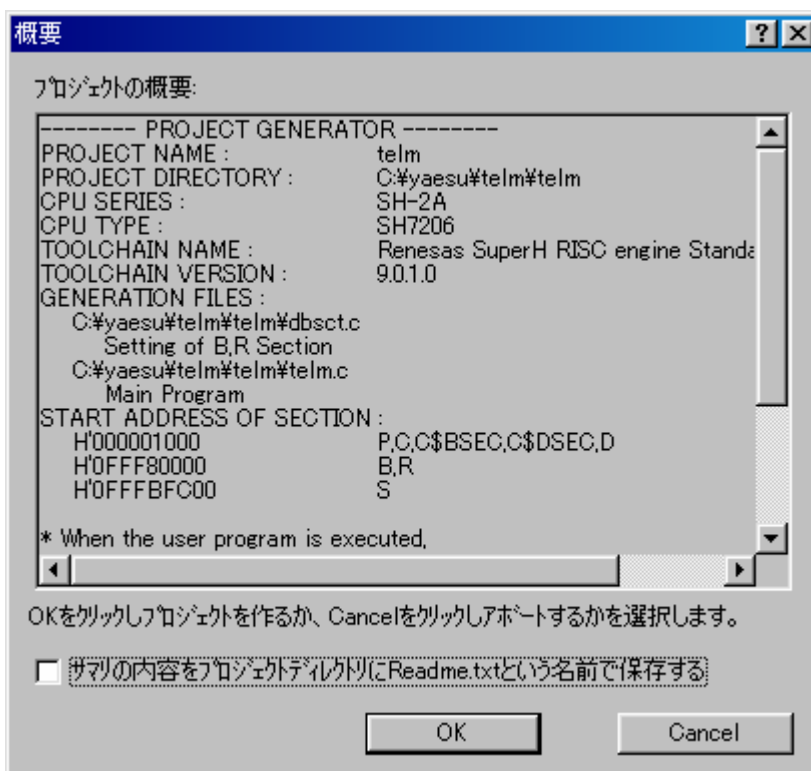 概要
プロジェクトの概要:
-------- PROJECT GENERATOR --------
PROJECT NAME : telm
PROJECT DIRECTORY : C:¥yaesu¥telm¥telm
CPU SERIES : SH-2A
CPU TYPE : SH7206
TOOLCHAIN NAME : Renesas SuperH RISC engine Standa
TOOLCHAIN VERSION : 9.0.1.0
GENERATION FILES :
C:¥yaesu¥telm¥telm¥dbsct.c
Setting of B,R Section
C:¥yaesu¥telm¥telm¥telm.c
Main Program
START ADDRESS OF SECTION :
H'000001000 P,C,C$BSEC,C$DSEC,D
H'0FFF80000 B,R
H'0FFFBFC00 S
* When the user program is executed,
OKをクリックしプロジェクトを作るか、Cancelをクリックしアボートするかを選択します。
サマリの内容をプロジェクトディレクトリにReadme.txtという名前で保存する
OK Cancel